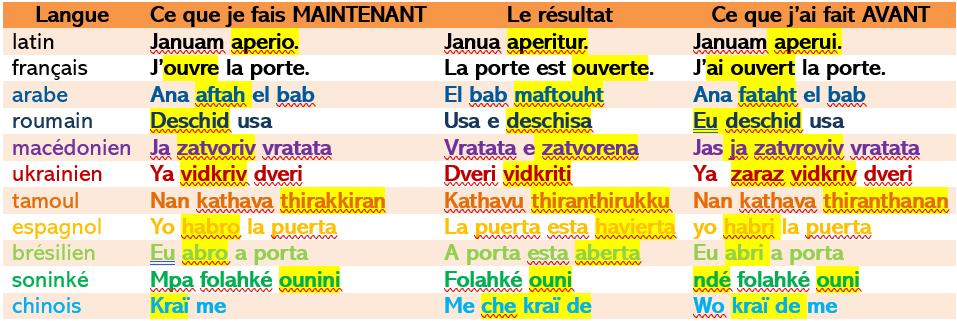 Langue Ce que je fais MAINTENANT Le résultat Ce que j’ai fait AVANT
latin Januam aperio. Janua aperitur. Januam aperui.
français J’ouvre la porte. La porte est ouverte. J’ai ouvert la porte.
arabe Ana aftah el bab El bab maftouht Ana fataht el bab
roumain Deschid usa Usa e deschisa Eu deschid usa
macédonien Ja zatvoriv vratata Vratata e zatvorena Jas ja zatvroviv vratata
ukrainien Ya vidkriv dveri Dveri vidkriti Ya zaraz vidkriv dveri
tamoul Nan kathava thirakkiran Kathavu thiranthirukku Nan kathava thiranthanan
espagnol Yo habro la puerta La puerta esta havierta yo habri la puerta
brésilien Eu abro a porta A porta esta aberta Eu abri a porta
soninké Mpa folahké ounini Folahké ouni ndé folahké ouni
chinois Kraï me Me che kraï de Wo kraï de me